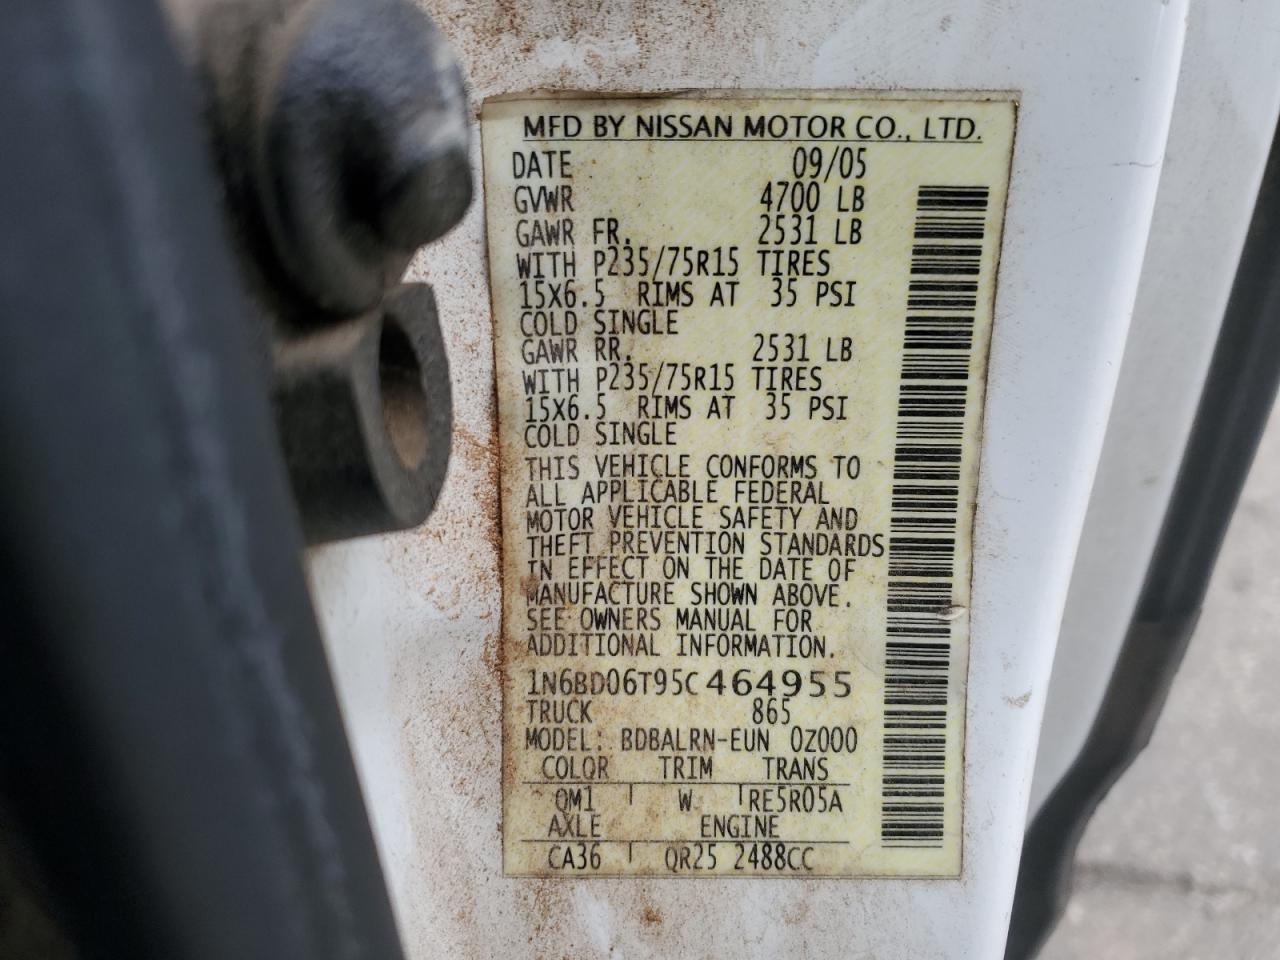 MFD BY NISSAN MOTOR CO., LTD.
DATE 09/05
GVWR 4700 LB
GAWR FR. 2531 LB
WITH P235/75R15 TIRES
15X6.5 RIMS AT 35 PSI
COLD SINGLE
GAWR RR. 2531 LB
WITH P235/75R15 TIRES
15X6.5 RIMS AT 35 PSI
COLD SINGLE
THIS VEHICLE CONFORMS TO
ALL APPLICABLE FEDERAL
MOTOR VEHICLE SAFETY AND
THEFT PREVENTION STANDARDS
IN EFFECT ON THE DATE OF
MANUFACTURE SHOWN ABOVE.
SEE OWNERS MANUAL FOR
ADDITIONAL INFORMATION.
1N6BD06T95C464955
TRUCK 865
MODEL: BDBALRN-EUN 0Z000
COLOR TRIM TRANS
QM1 W RE5R05A
AXLE ENGINE
CA36 QR25 2488CC